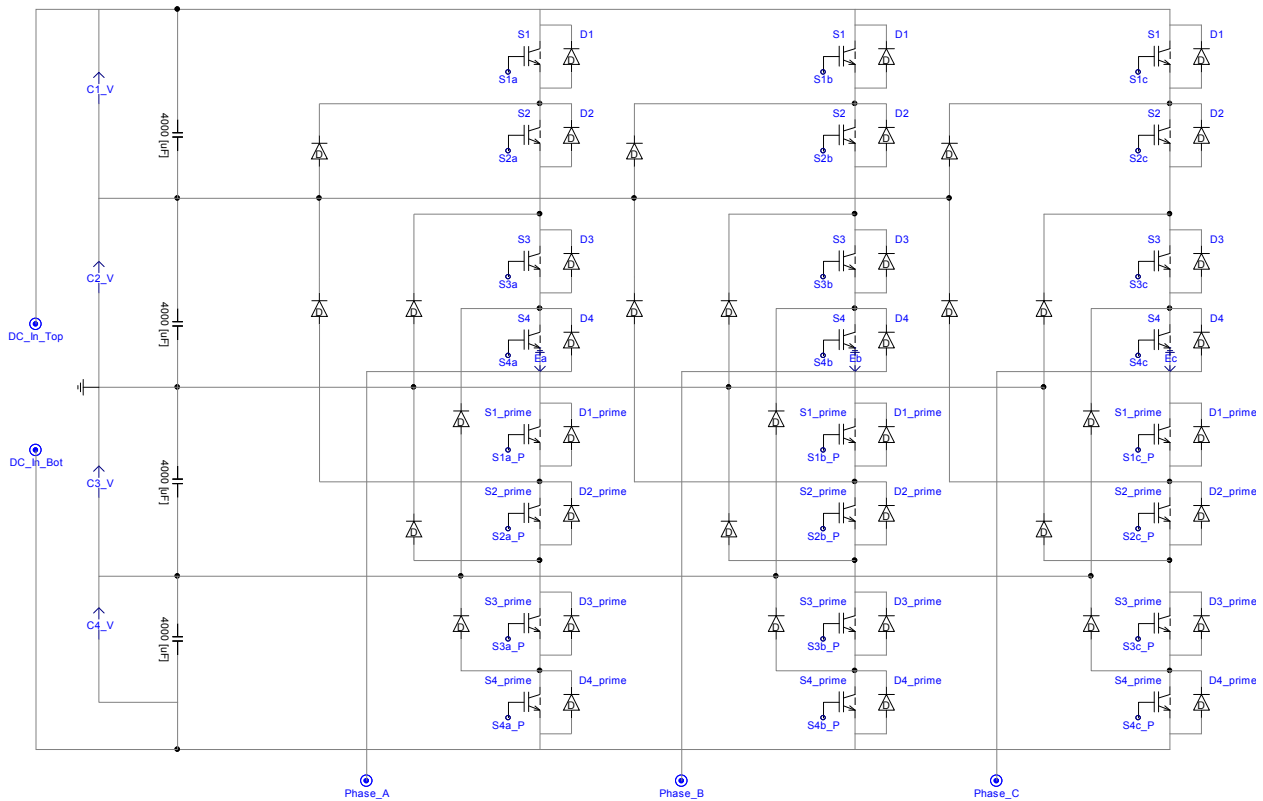 S1 D1 S1 D1 S1 D1
S1a S1b S1c
C1_V
S2 D2 S2 D2 S2 D2
4000 [uF]
D D D D D D
S2a S2b S2c
S3 D3 S3 D3 S3 D3
C2_V
S3a S3b S3c
4000 [uF]
D D D D D D
S4 D4 S4 D4 S4 D4
DC_In_Top
S4a Ea S4b Eb S4c Ec
S1_prime D1_prime S1_prime D1_prime S1_prime D1_prime
D D D D D D
S1a_P S1b_P S1c_P
DC_In_Bot
C3_V
4000 [uF]
S2_prime D2_prime S2_prime D2_prime S2_prime D2_prime
D D D D D D
S2a_P S2b_P S2c_P
S3_prime D3_prime S3_prime D3_prime S3_prime D3_prime
C4_V
4000 [uF]
D D D D D D
S3a_P S3b_P S3c_P
S4_prime D4_prime S4_prime D4_prime S4_prime D4_prime
S4a_P S4b_P S4c_P
Phase_A Phase_B Phase_C